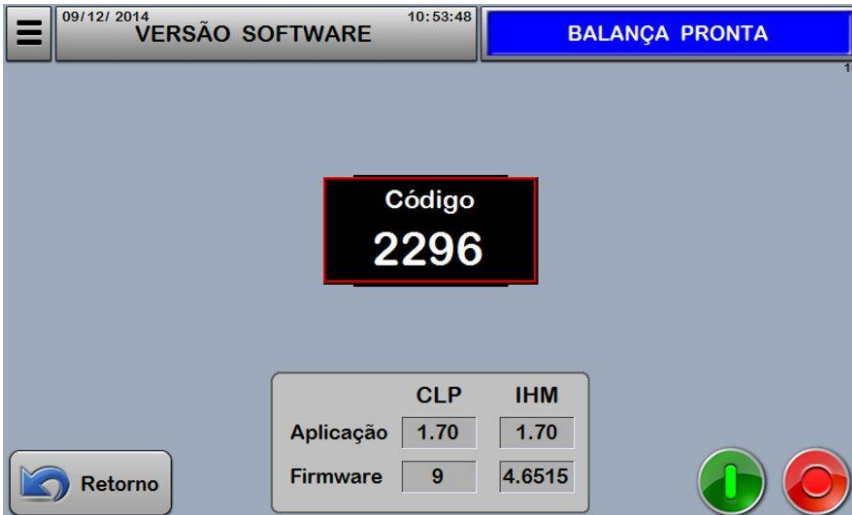 09/12/ 2014
10:53:48
VERSÃO SOFTWARE
BALANÇA PRONTA
Código
2296
CLP IHM
Aplicação 1.70 1.70
Firmware 9 4.6515
Retorno